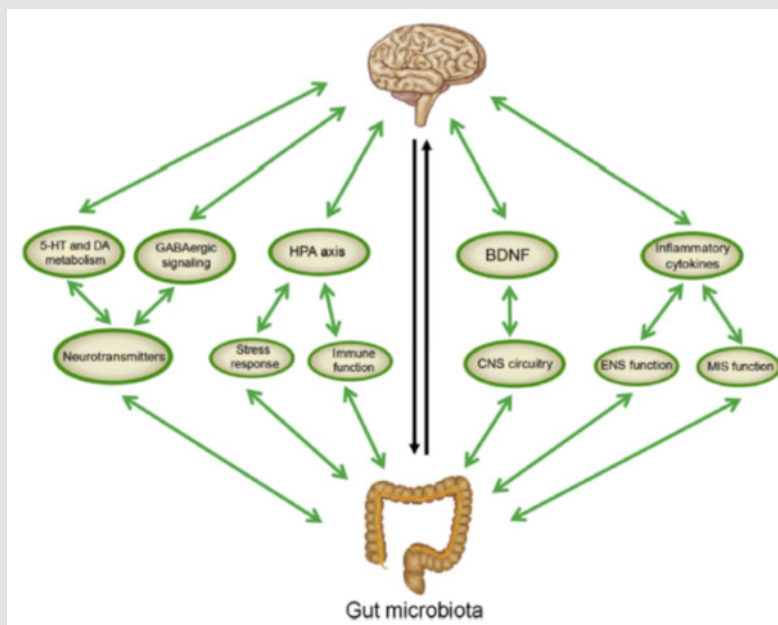 5-HT and DA
metabolism
GABAergic
signaling
HPA axis
BDNF
Inflammatory
cytokines
Neurotransmitters
Stress
response
Immune
function
CNS circuitry
ENS function
MIS function
Gut microbiota